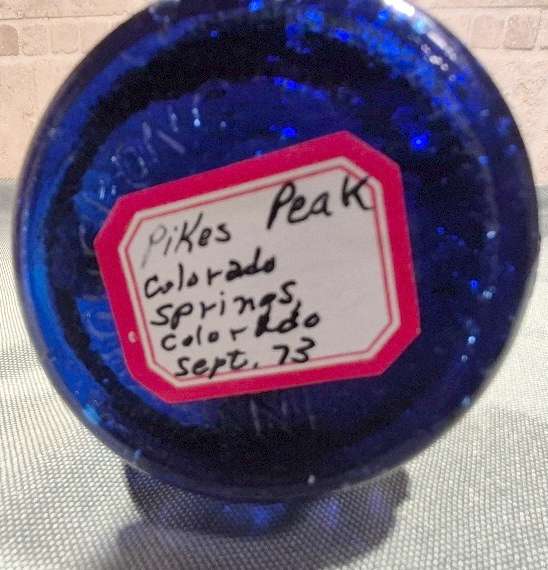 Pikes Peak
Colorado
Springs,
Colorado
Sept. 73